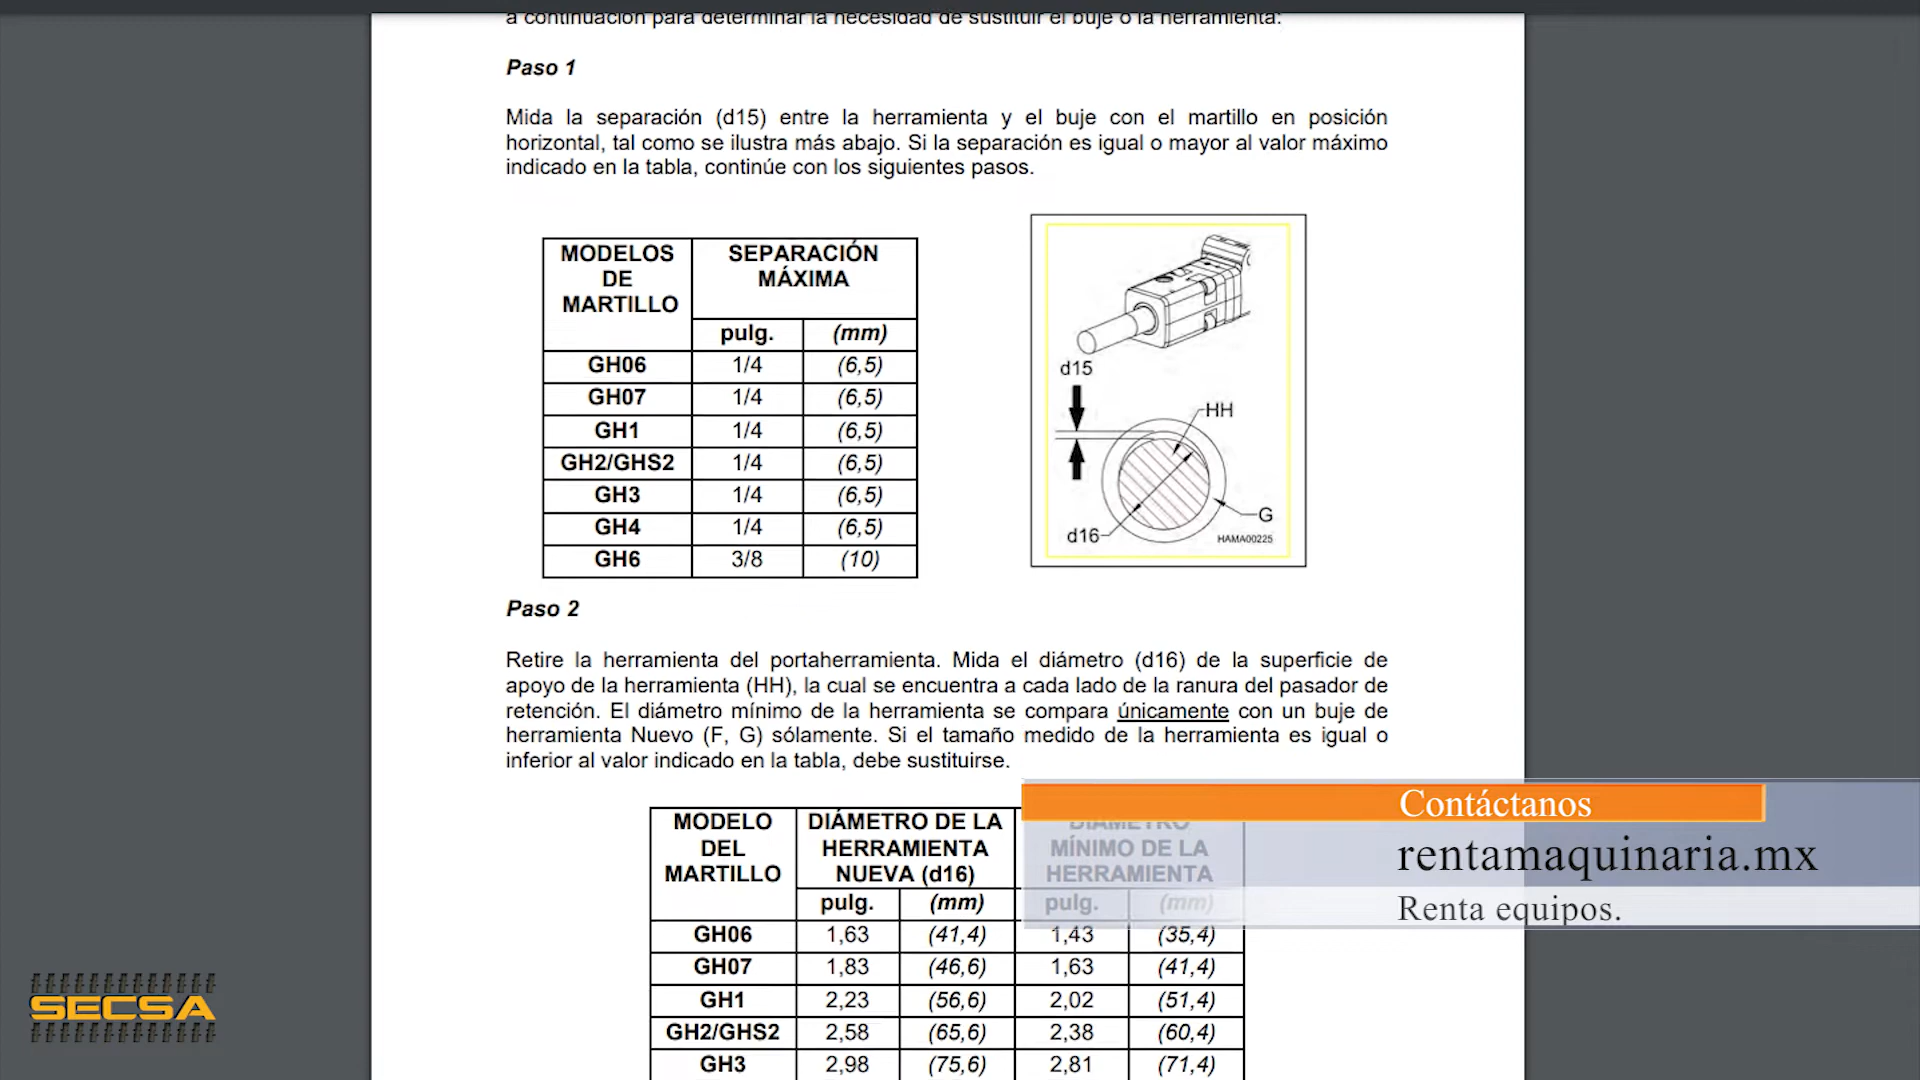 a continuación para determinar la necesidad de sustituir el buje o la herramienta:
Paso 1
Mida la separación (d15) entre la herramienta y el buje con el martillo en posición
horizontal, tal como se ilustra más abajo. Si la separación es igual o mayor al valor máximo
indicado en la tabla, continúe con los siguientes pasos.
MODELOS DE MARTILLO SEPARACIÓN MÁXIMA
pulg. (mm)
GH06 1/4 (6,5)
GH07 1/4 (6,5)
GH1 1/4 (6,5)
GH2/GHS2 1/4 (6,5)
GH3 1/4 (6,5)
GH4 1/4 (6,5)
GH6 3/8 (10)
d15
HH
G
d16
HAMA00225
Paso 2
Retire la herramienta del portaherramienta. Mida el diámetro (d16) de la superficie de
apoyo de la herramienta (HH), la cual se encuentra a cada lado de la ranura del pasador de
retención. El diámetro mínimo de la herramienta se compara únicamente con un buje de
herramienta Nuevo (F, G) sólamente. Si el tamaño medido de la herramienta es igual o
inferior al valor indicado en la tabla, debe sustituirse.
MODELO DEL MARTILLO DIÁMETRO DE LA HERRAMIENTA NUEVA (d16) DIÁMETRO MÍNIMO DE LA HERRAMIENTA
pulg. (mm) pulg. (mm)
GH06 1,63 (41,4) 1,43 (35,4)
GH07 1,83 (46,6) 1,63 (41,4)
GH1 2,23 (56,6) 2,02 (51,4)
GH2/GHS2 2,58 (65,6) 2,38 (60,4)
GH3 2,98 (75,6) 2,81 (71,4)
Contáctanos
rentamaquinaria.mx
Renta equipos.
SECSA